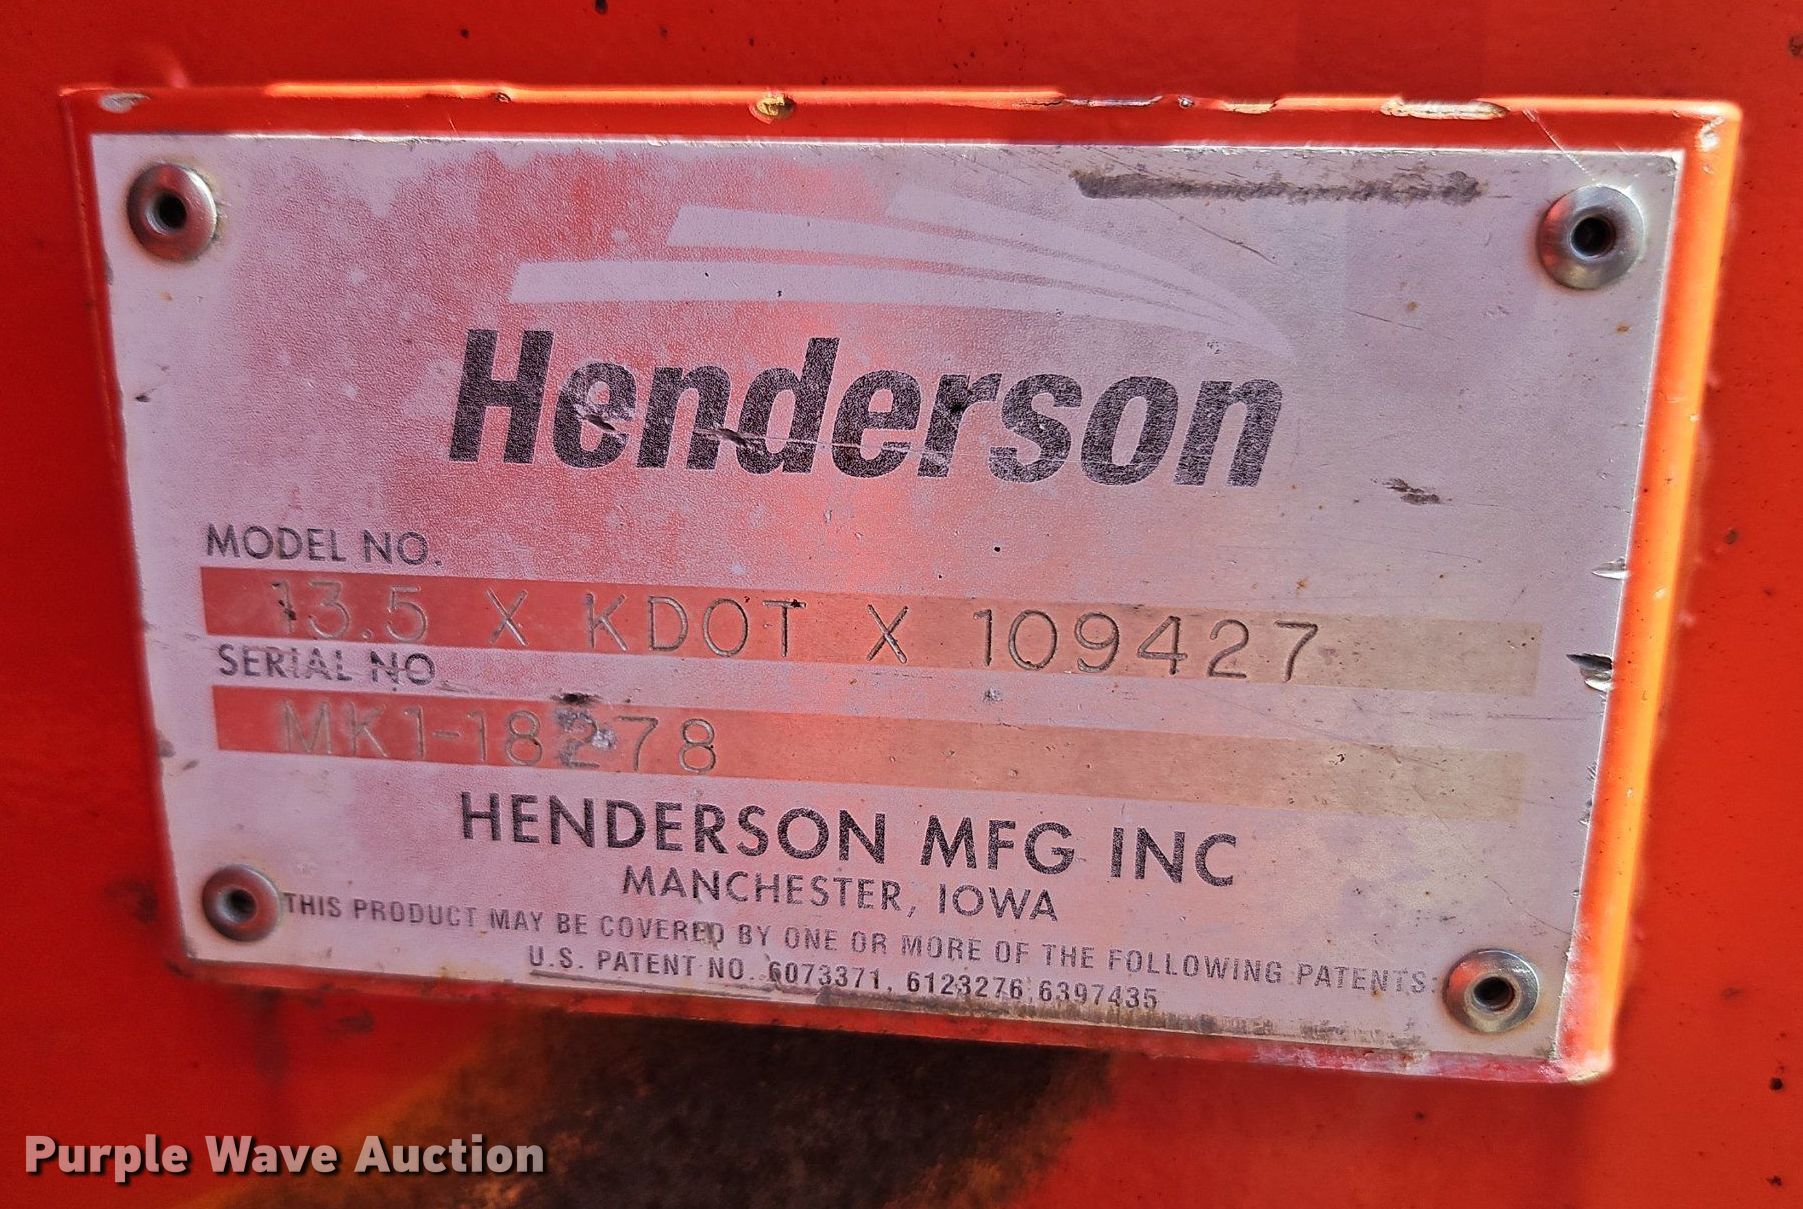 Henderson
MODEL NO.
13.5 X KDOT X 109427
SERIAL NO.
MK1-18278
HENDERSON MFG INC
MANCHESTER, IOWA
THIS PRODUCT MAY BE COVERED BY ONE OR MORE OF THE FOLLOWING PATENTS:
U.S. PATENT NO. 6073371, 6123276, 6397435
Purple Wave Auction